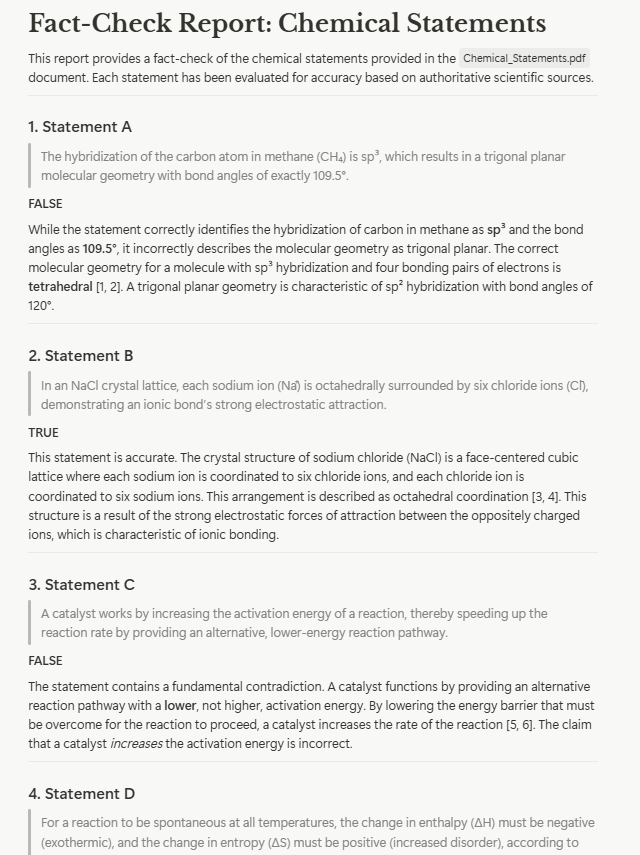 Fact-Check Report: Chemical Statements
This report provides a fact-check of the chemical statements provided in the Chemical_Statements.pdf
document. Each statement has been evaluated for accuracy based on authoritative scientific sources.
1. Statement A
The hybridization of the carbon atom in methane (CH₄) is sp³, which results in a trigonal planar
molecular geometry with bond angles of exactly 109.5°.
FALSE
While the statement correctly identifies the hybridization of carbon in methane as sp³ and the bond
angles as 109.5°, it incorrectly describes the molecular geometry as trigonal planar. The correct
molecular geometry for a molecule with sp³ hybridization and four bonding pairs of electrons is
tetrahedral [1, 2]. A trigonal planar geometry is characteristic of sp² hybridization with bond angles of
120°.
2. Statement B
In an NaCl crystal lattice, each sodium ion (Na⁺) is octahedrally surrounded by six chloride ions (Cl⁻),
demonstrating an ionic bond's strong electrostatic attraction.
TRUE
This statement is accurate. The crystal structure of sodium chloride (NaCl) is a face-centered cubic
lattice where each sodium ion is coordinated to six chloride ions, and each chloride ion is
coordinated to six sodium ions. This arrangement is described as octahedral coordination [3, 4]. This
structure is a result of the strong electrostatic forces of attraction between the oppositely charged
ions, which is characteristic of ionic bonding.
3. Statement C
A catalyst works by increasing the activation energy of a reaction, thereby speeding up the
reaction rate by providing an alternative, lower-energy reaction pathway.
FALSE
The statement contains a fundamental contradiction. A catalyst functions by providing an alternative
reaction pathway with a lower, not higher, activation energy. By lowering the energy barrier that must
be overcome for the reaction to proceed, a catalyst increases the rate of the reaction [5, 6]. The claim
that a catalyst increases the activation energy is incorrect.
4. Statement D
For a reaction to be spontaneous at all temperatures, the change in enthalpy (ΔH) must be negative
(exothermic), and the change in entropy (ΔS) must be positive (increased disorder), according to